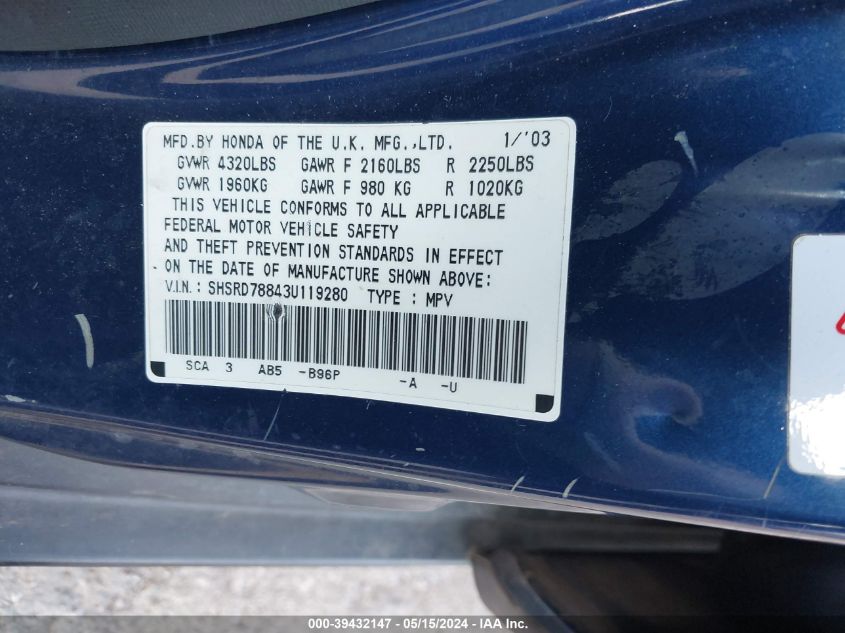 MFD.BY HONDA OF THE U.K. MFG.,LTD. 1/'03
GVWR 4320LBS GAWR F 2160LBS R 2250LBS
GVWR 1960KG GAWR F 980 KG R 1020KG
THIS VEHICLE CONFORMS TO ALL APPLICABLE
FEDERAL MOTOR VEHICLE SAFETY
AND THEFT PREVENTION STANDARDS IN EFFECT
ON THE DATE OF MANUFACTURE SHOWN ABOVE:
V.I.N. : SHSRD78843U119280 TYPE : MPV
SCA 3 AB5 -B96P -A -U
000-39432147 - 05/15/2024 - IAAI.COM